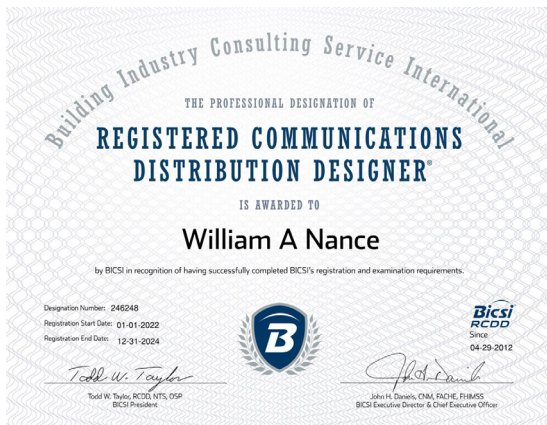 Building Industry Consulting Service International
THE PROFESSIONAL DESIGNATION OF
REGISTERED COMMUNICATIONS
DISTRIBUTION DESIGNER®
IS AWARDED TO
William A Nance
by BICSI in recognition of having successfully completed BICSI's registration and examination requirements.
Designation Number: 246248
Registration Start Date: 01-01-2022
Registration End Date: 12-31-2024
B
Bicsi
RCDD
Since
04-29-2012
Todd W. Taylor
Todd W. Taylor, RCDD, NTS, OSP
BICSI President
John H. Daniels, CNM, FACHE, FHIMSS
BICSI Executive Director & Chief Executive Officer